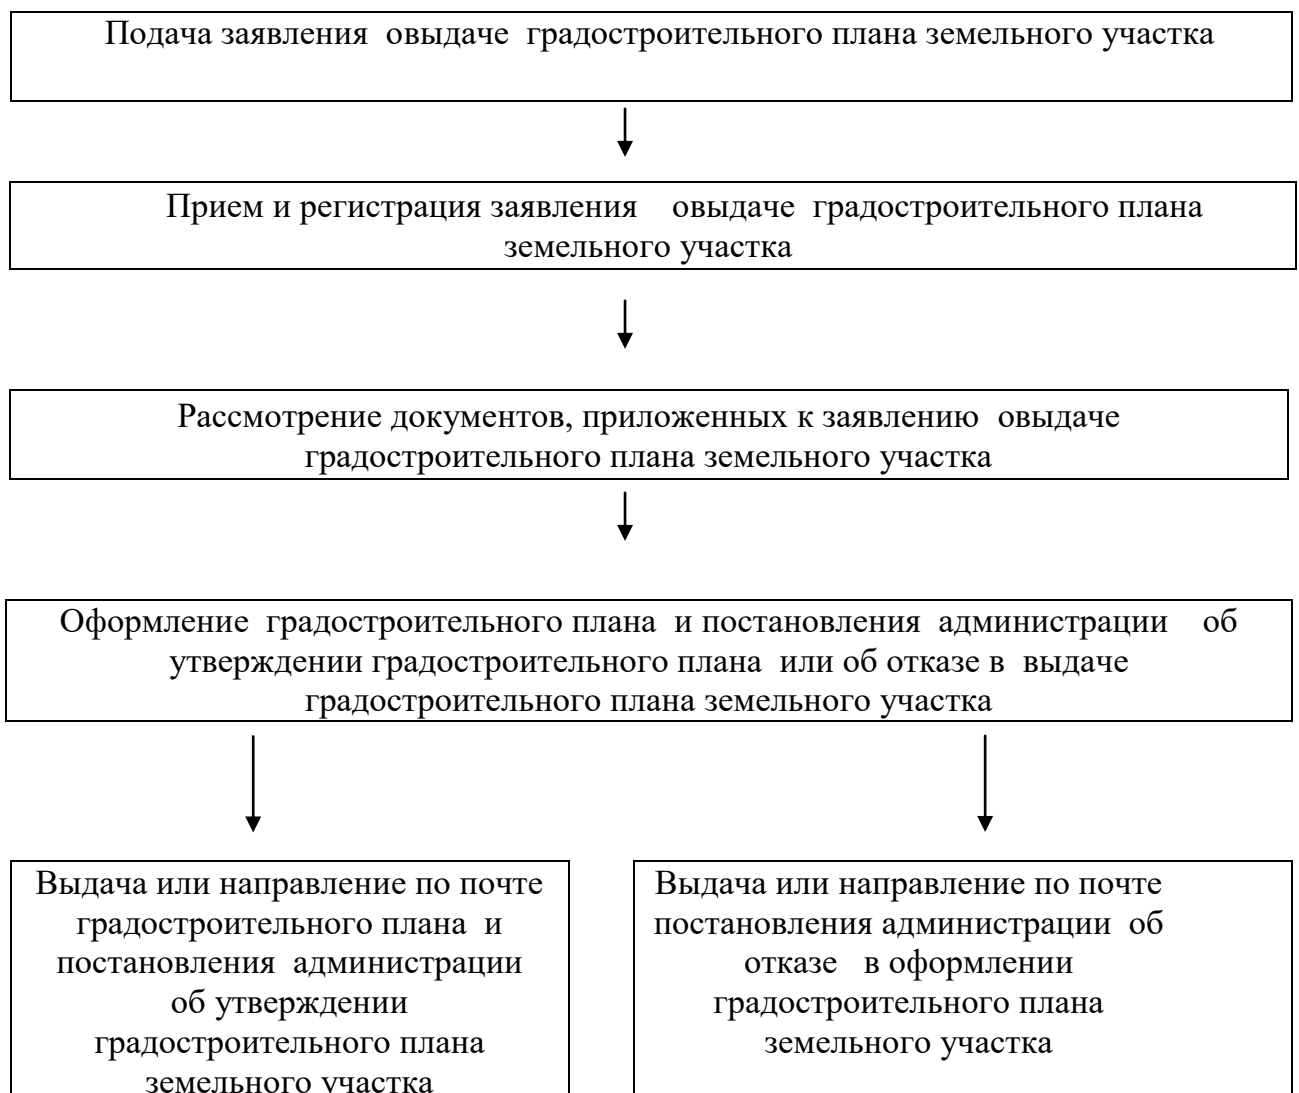 Подача заявления овыдаче градостроительного плана земельного участка
Прием и регистрация заявления овыдаче градостроительного плана
земельного участка
Рассмотрение документов, приложенных к заявлению овыдаче
градостроительного плана земельного участка
Оформление градостроительного плана и постановления администрации об
утверждении градостроительного плана или об отказе в выдаче
градостроительного плана земельного участка
Выдача или направление по почте
градостроительного плана и
постановления администрации
об утверждении
градостроительного плана
земельного участка
Выдача или направление по почте
постановления администрации об
отказе в оформлении
градостроительного плана
земельного участка